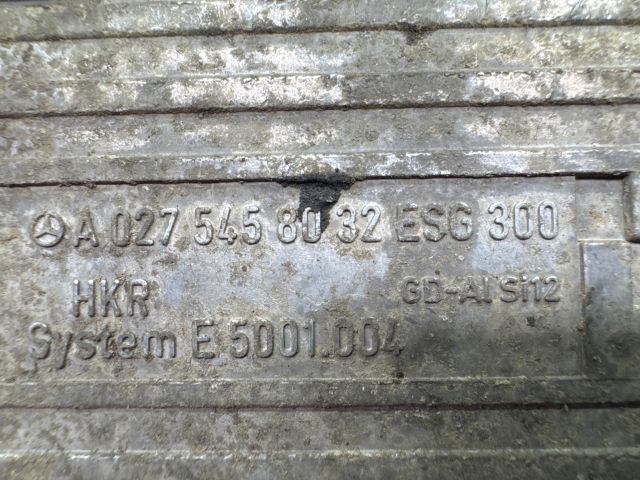 A 027 545 80 32 ESG 300
HKR GD-AlSi12
System E 5001.004